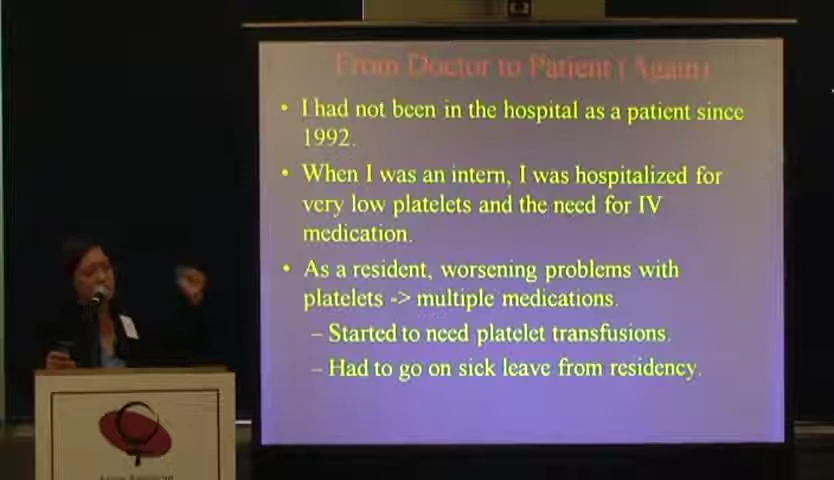 From Doctor to Patient (Again)
• I had not been in the hospital as a patient since
1992.
• When I was an intern, I was hospitalized for
very low platelets and the need for IV
medication.
• As a resident, worsening problems with
platelets -> multiple medications.
– Started to need platelet transfusions.
– Had to go on sick leave from residency.